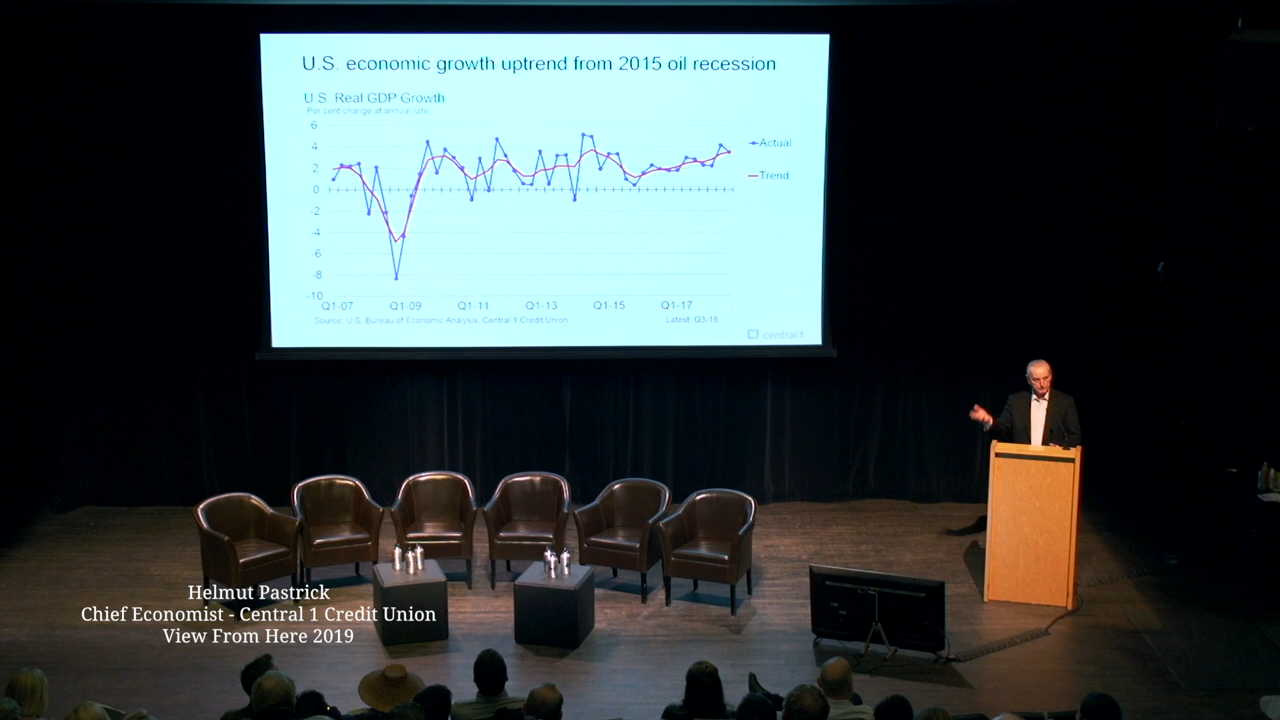 U.S. economic growth uptrend from 2015 oil recession
U.S. Real GDP Growth
Per cent change at annual rate
6
4
2
0
-2
-4
-6
-8
-10
Q1-07 Q1-09 Q1-11 Q1-13 Q1-15 Q1-17
Actual
Trend
Source: U.S. Bureau of Economic Analysis, Central 1 Credit Union.
Latest: Q3-18
central1
Helmut Pastrick
Chief Economist - Central 1 Credit Union
View From Here 2019